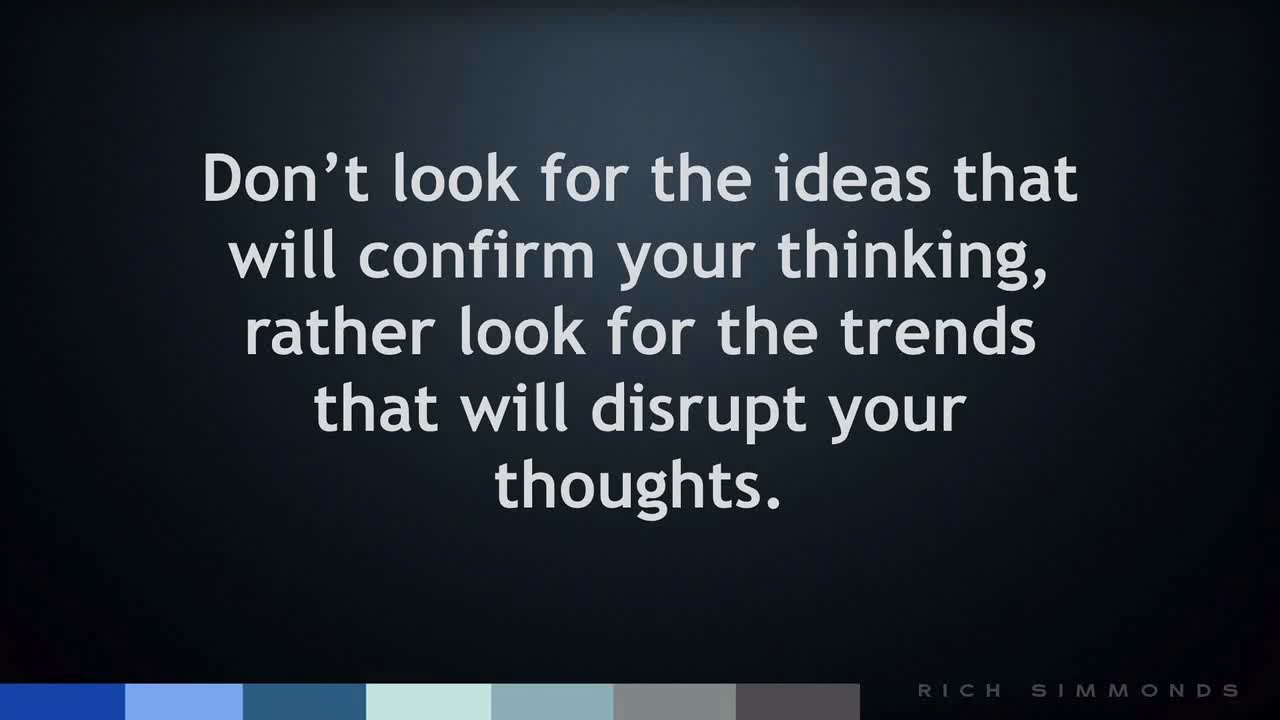 Don’t look for the ideas that
will confirm your thinking,
rather look for the trends
that will disrupt your
thoughts.
RICH SIMMONDS